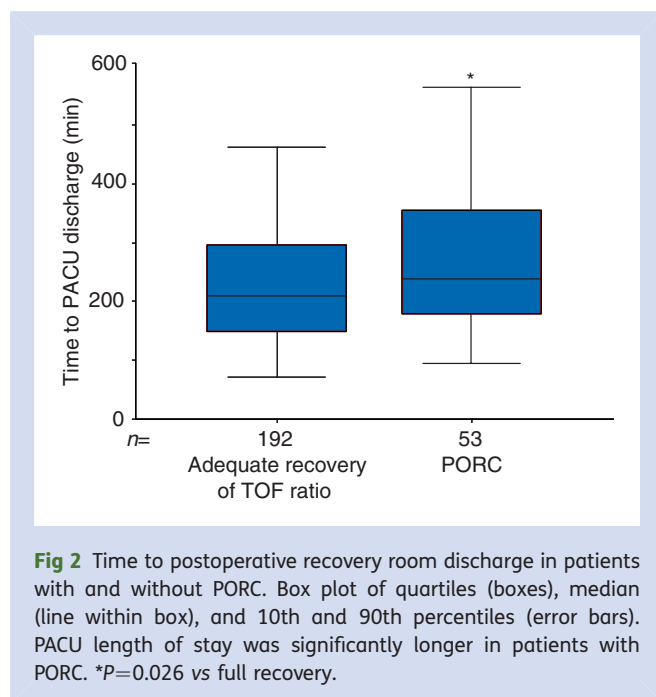 600
400
200
0
Time to PACU discharge (min)
*
n= 192 53
Adequate recovery PORC
of TOF ratio
Fig 2 Time to postoperative recovery room discharge in patients
with and without PORC. Box plot of quartiles (boxes), median
(line within box), and 10th and 90th percentiles (error bars).
PACU length of stay was significantly longer in patients with
PORC. *P=0.026 vs full recovery.